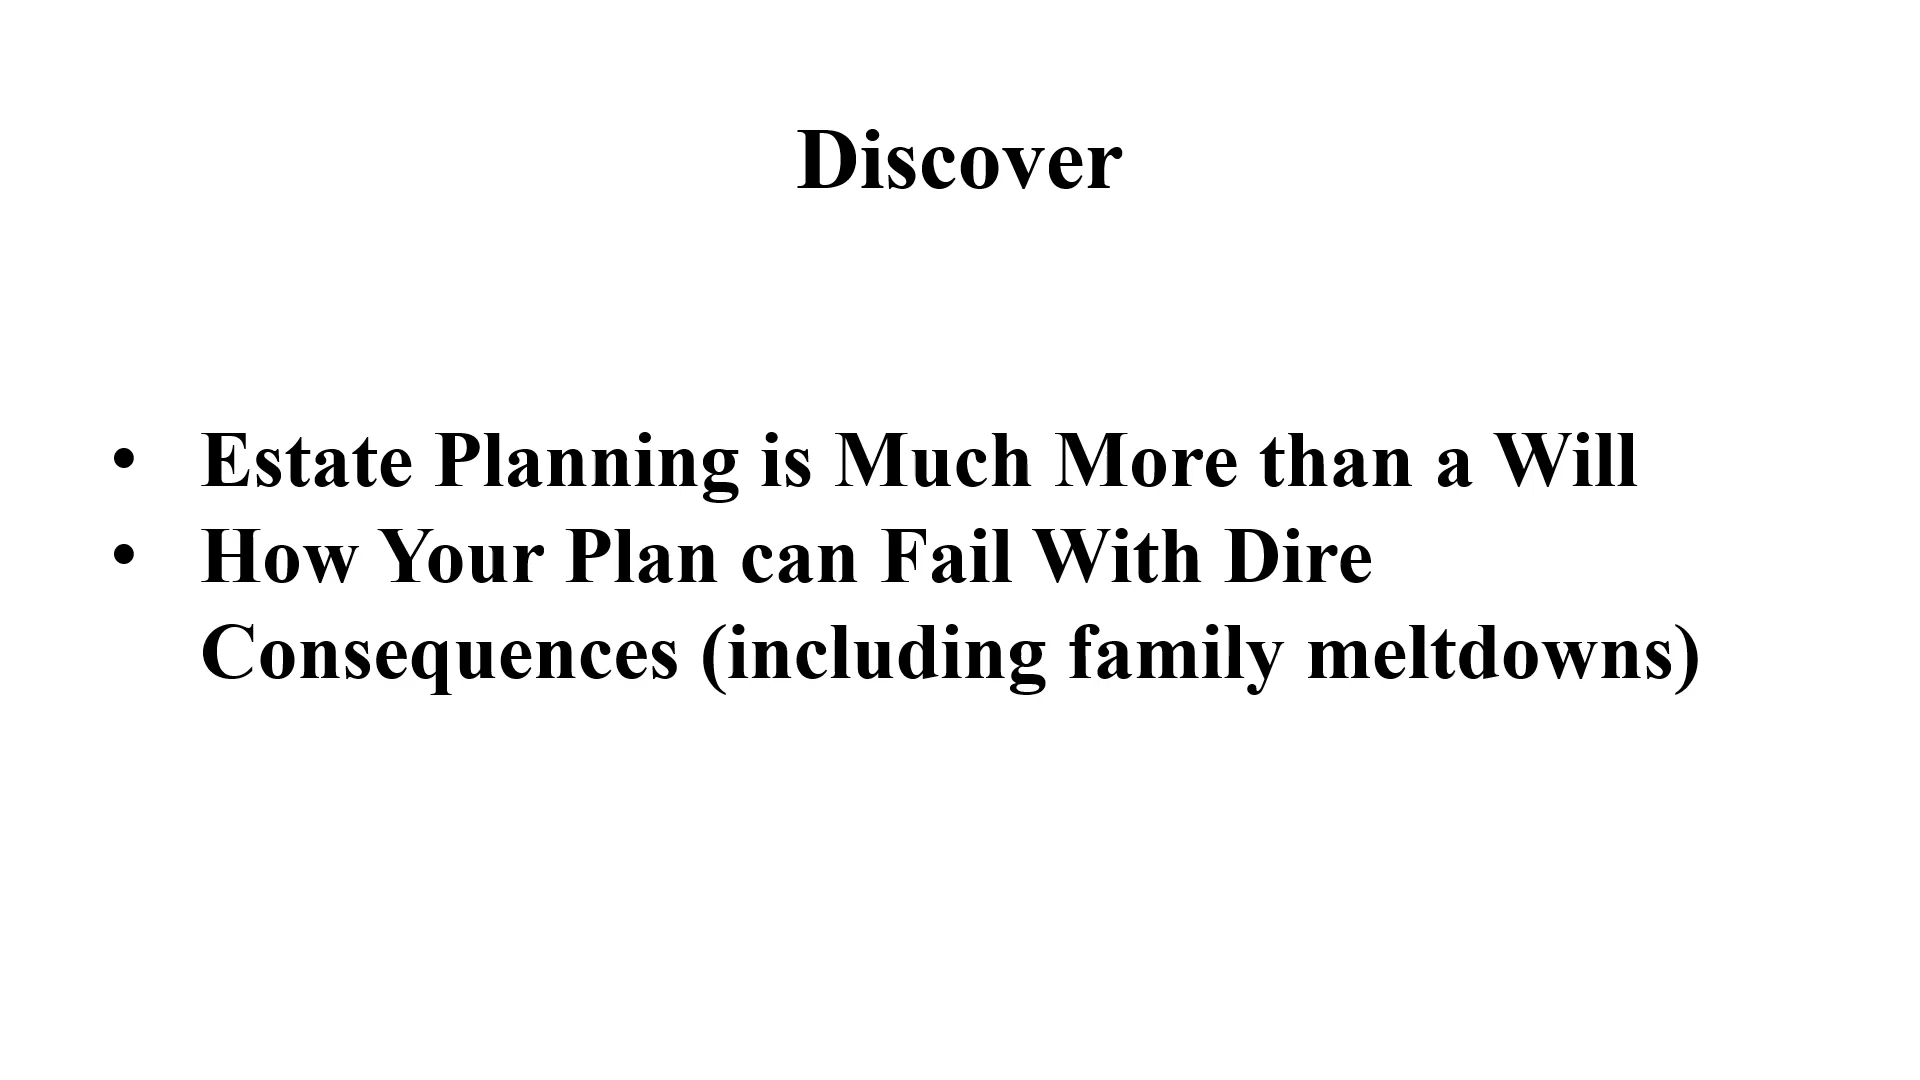 Discover
• Estate Planning is Much More than a Will
• How Your Plan can Fail With Dire
Consequences (including family meltdowns)